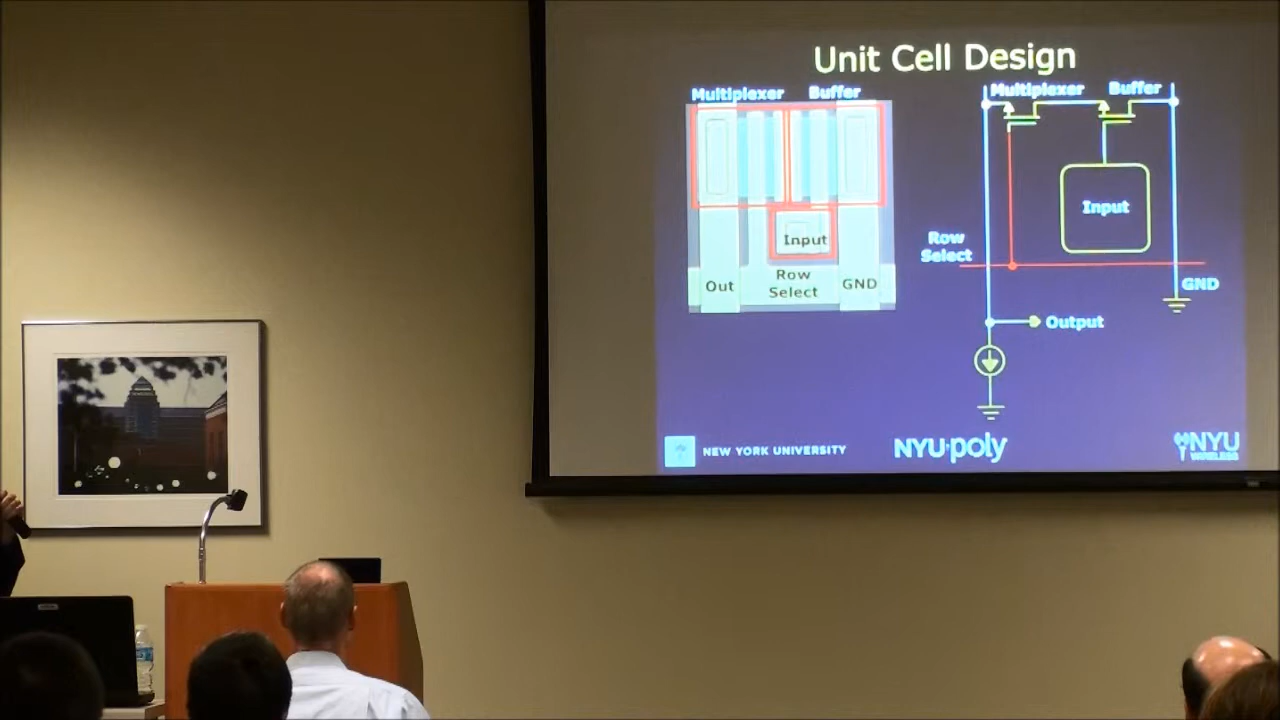 Unit Cell Design
Multiplexer Buffer
Input
Out
Row
Select
GND
Multiplexer Buffer
Input
Row
Select
GND
Output
NEW YORK UNIVERSITY
NYU·poly
NYU
WIRELESS